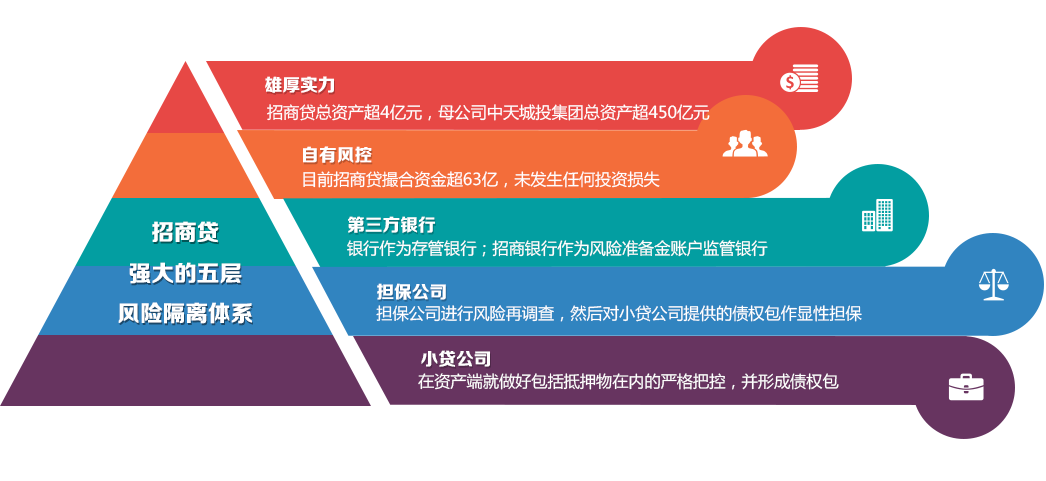 招商贷
强大的五层
风险隔离体系
雄厚实力
招商贷总资产超4亿元，母公司中天城投集团总资产超450亿元
自有风控
目前招商贷撮合资金超63亿，未发生任何投资损失
第三方银行
银行作为存管银行；招商银行作为风险准备金账户监管银行
担保公司
担保公司进行风险再调查，然后对小贷公司提供的债权包作显性担保
小贷公司
在资产端就做好包括抵押物在内的严格把控，并形成债权包